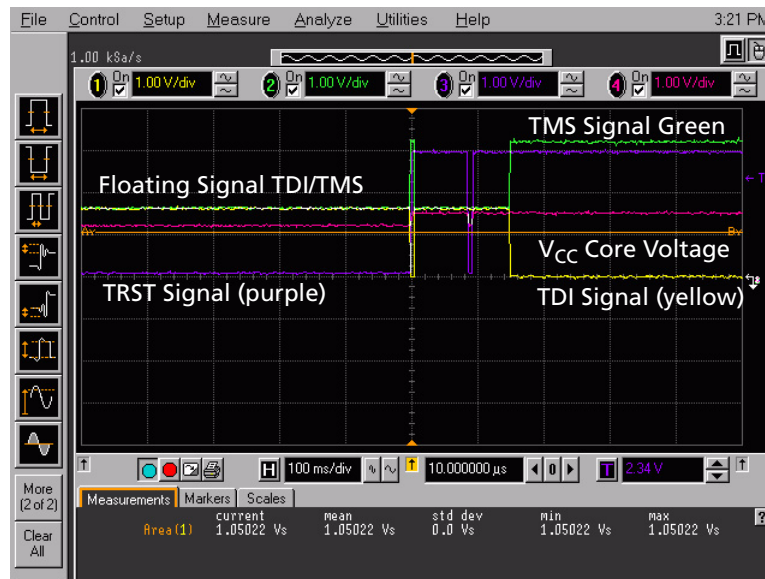 File Control Setup Measure Analyze Utilities Help 3:21 PM
1.00 kSa/s
1 On 1.00 V/div 2 On 1.00 V/div 3 On 1.00 V/div 4 On 1.00 V/div
TMS Signal Green
Floating Signal TDI/TMS
VCC Core Voltage
TRST Signal (purple)
TDI Signal (yellow)
H 100 ms/div 10.000000 µs 0 T 2.34 V
More
(2 of 2)
Clear
All
Measurements Markers Scales
current mean std dev min max
Area(1) 1.05022 Vs 1.05022 Vs 0.0 Vs 1.05022 Vs 1.05022 Vs